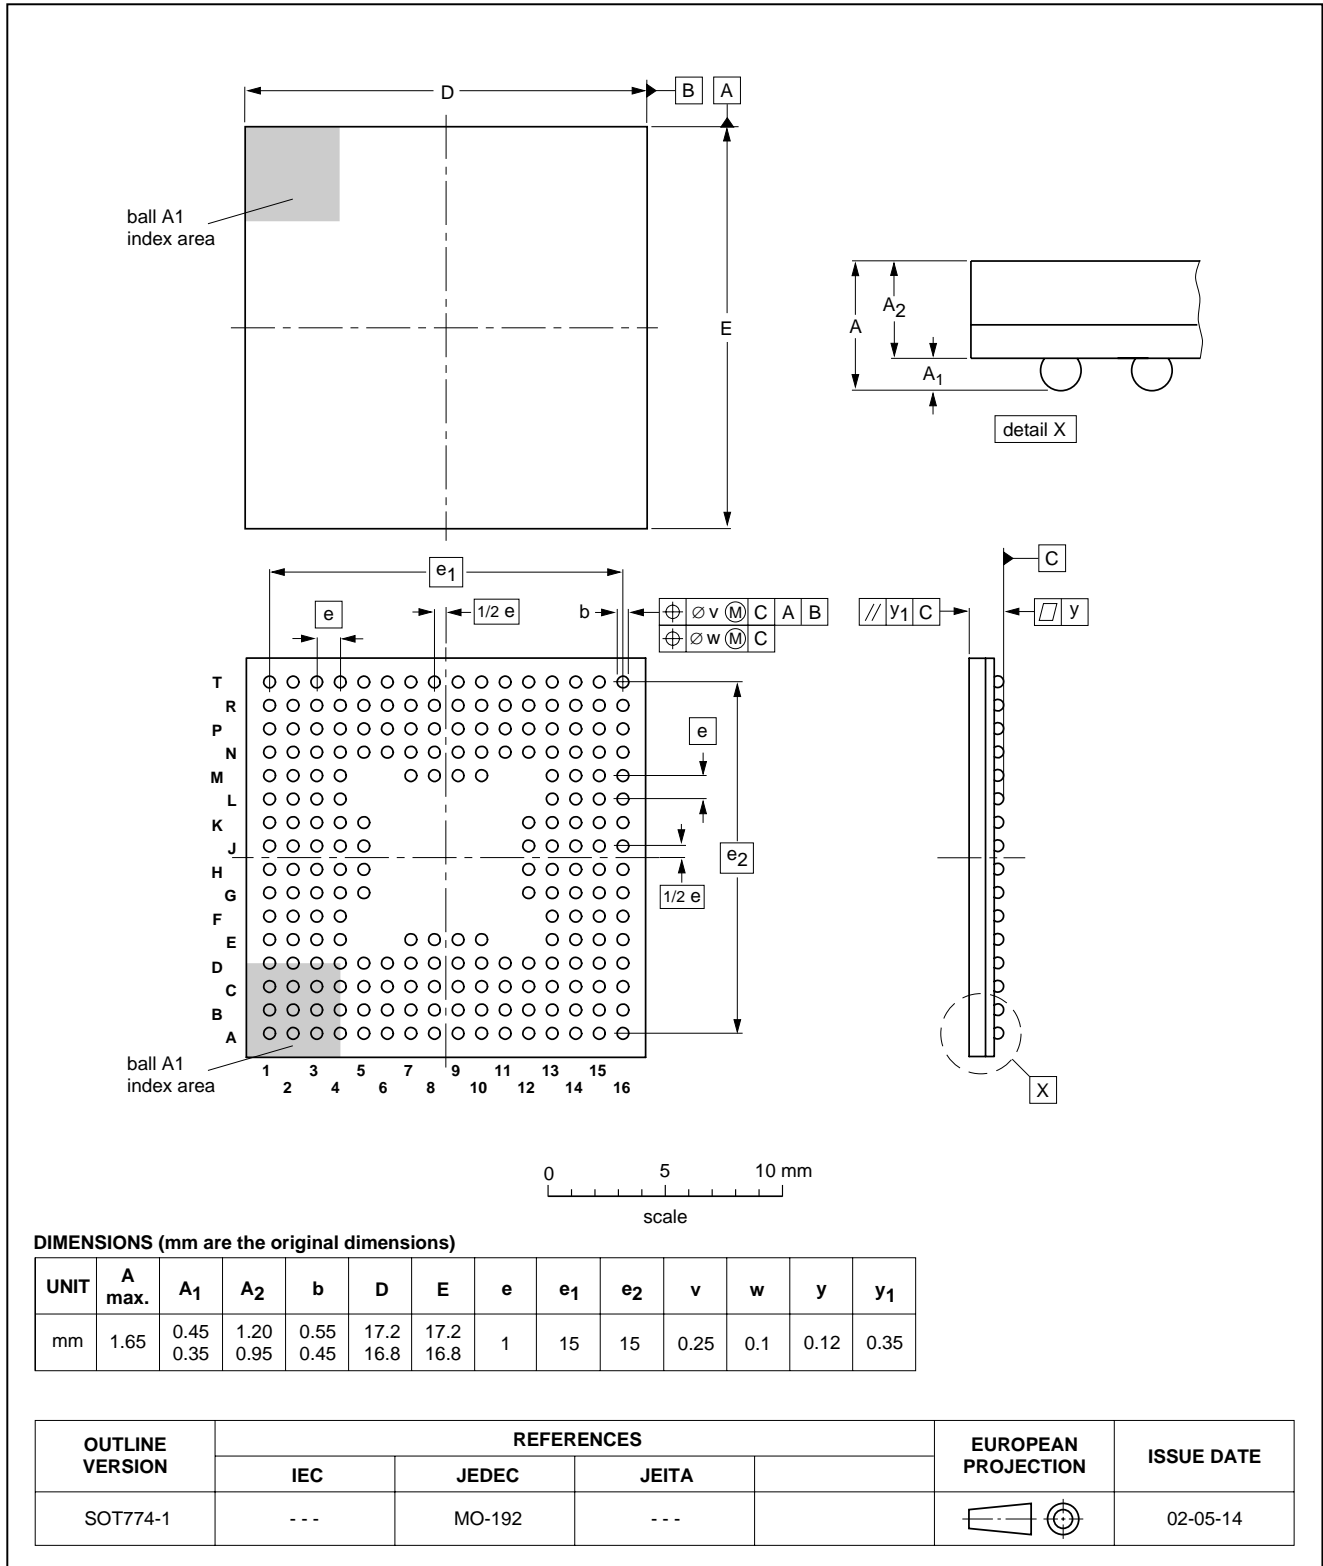 D
B
A
ball A1
index area
E
A
A2
A1
detail X
e1
e
1/2 e
b
⌖ ⌀ v Ⓜ C A B
⌖ ⌀ w Ⓜ C
C
// y1 C
▱ y
T
R
P
N
M
L
K
J
H
G
F
E
D
C
B
A
e
e2
1/2 e
ball A1
index area
1 2 3 4 5 6 7 8 9 10 11 12 13 14 15 16
X
0 5 10 mm
scale
DIMENSIONS (mm are the original dimensions)
UNIT A max. A1 A2 b D E e e1 e2 v w y y1
mm 1.65 0.45 0.35 1.20 0.95 0.55 0.45 17.2 16.8 17.2 16.8 1 15 15 0.25 0.1 0.12 0.35
OUTLINE VERSION REFERENCES EUROPEAN PROJECTION ISSUE DATE
IEC JEDEC JEITA
SOT774-1 - - - MO-192 - - - 02-05-14